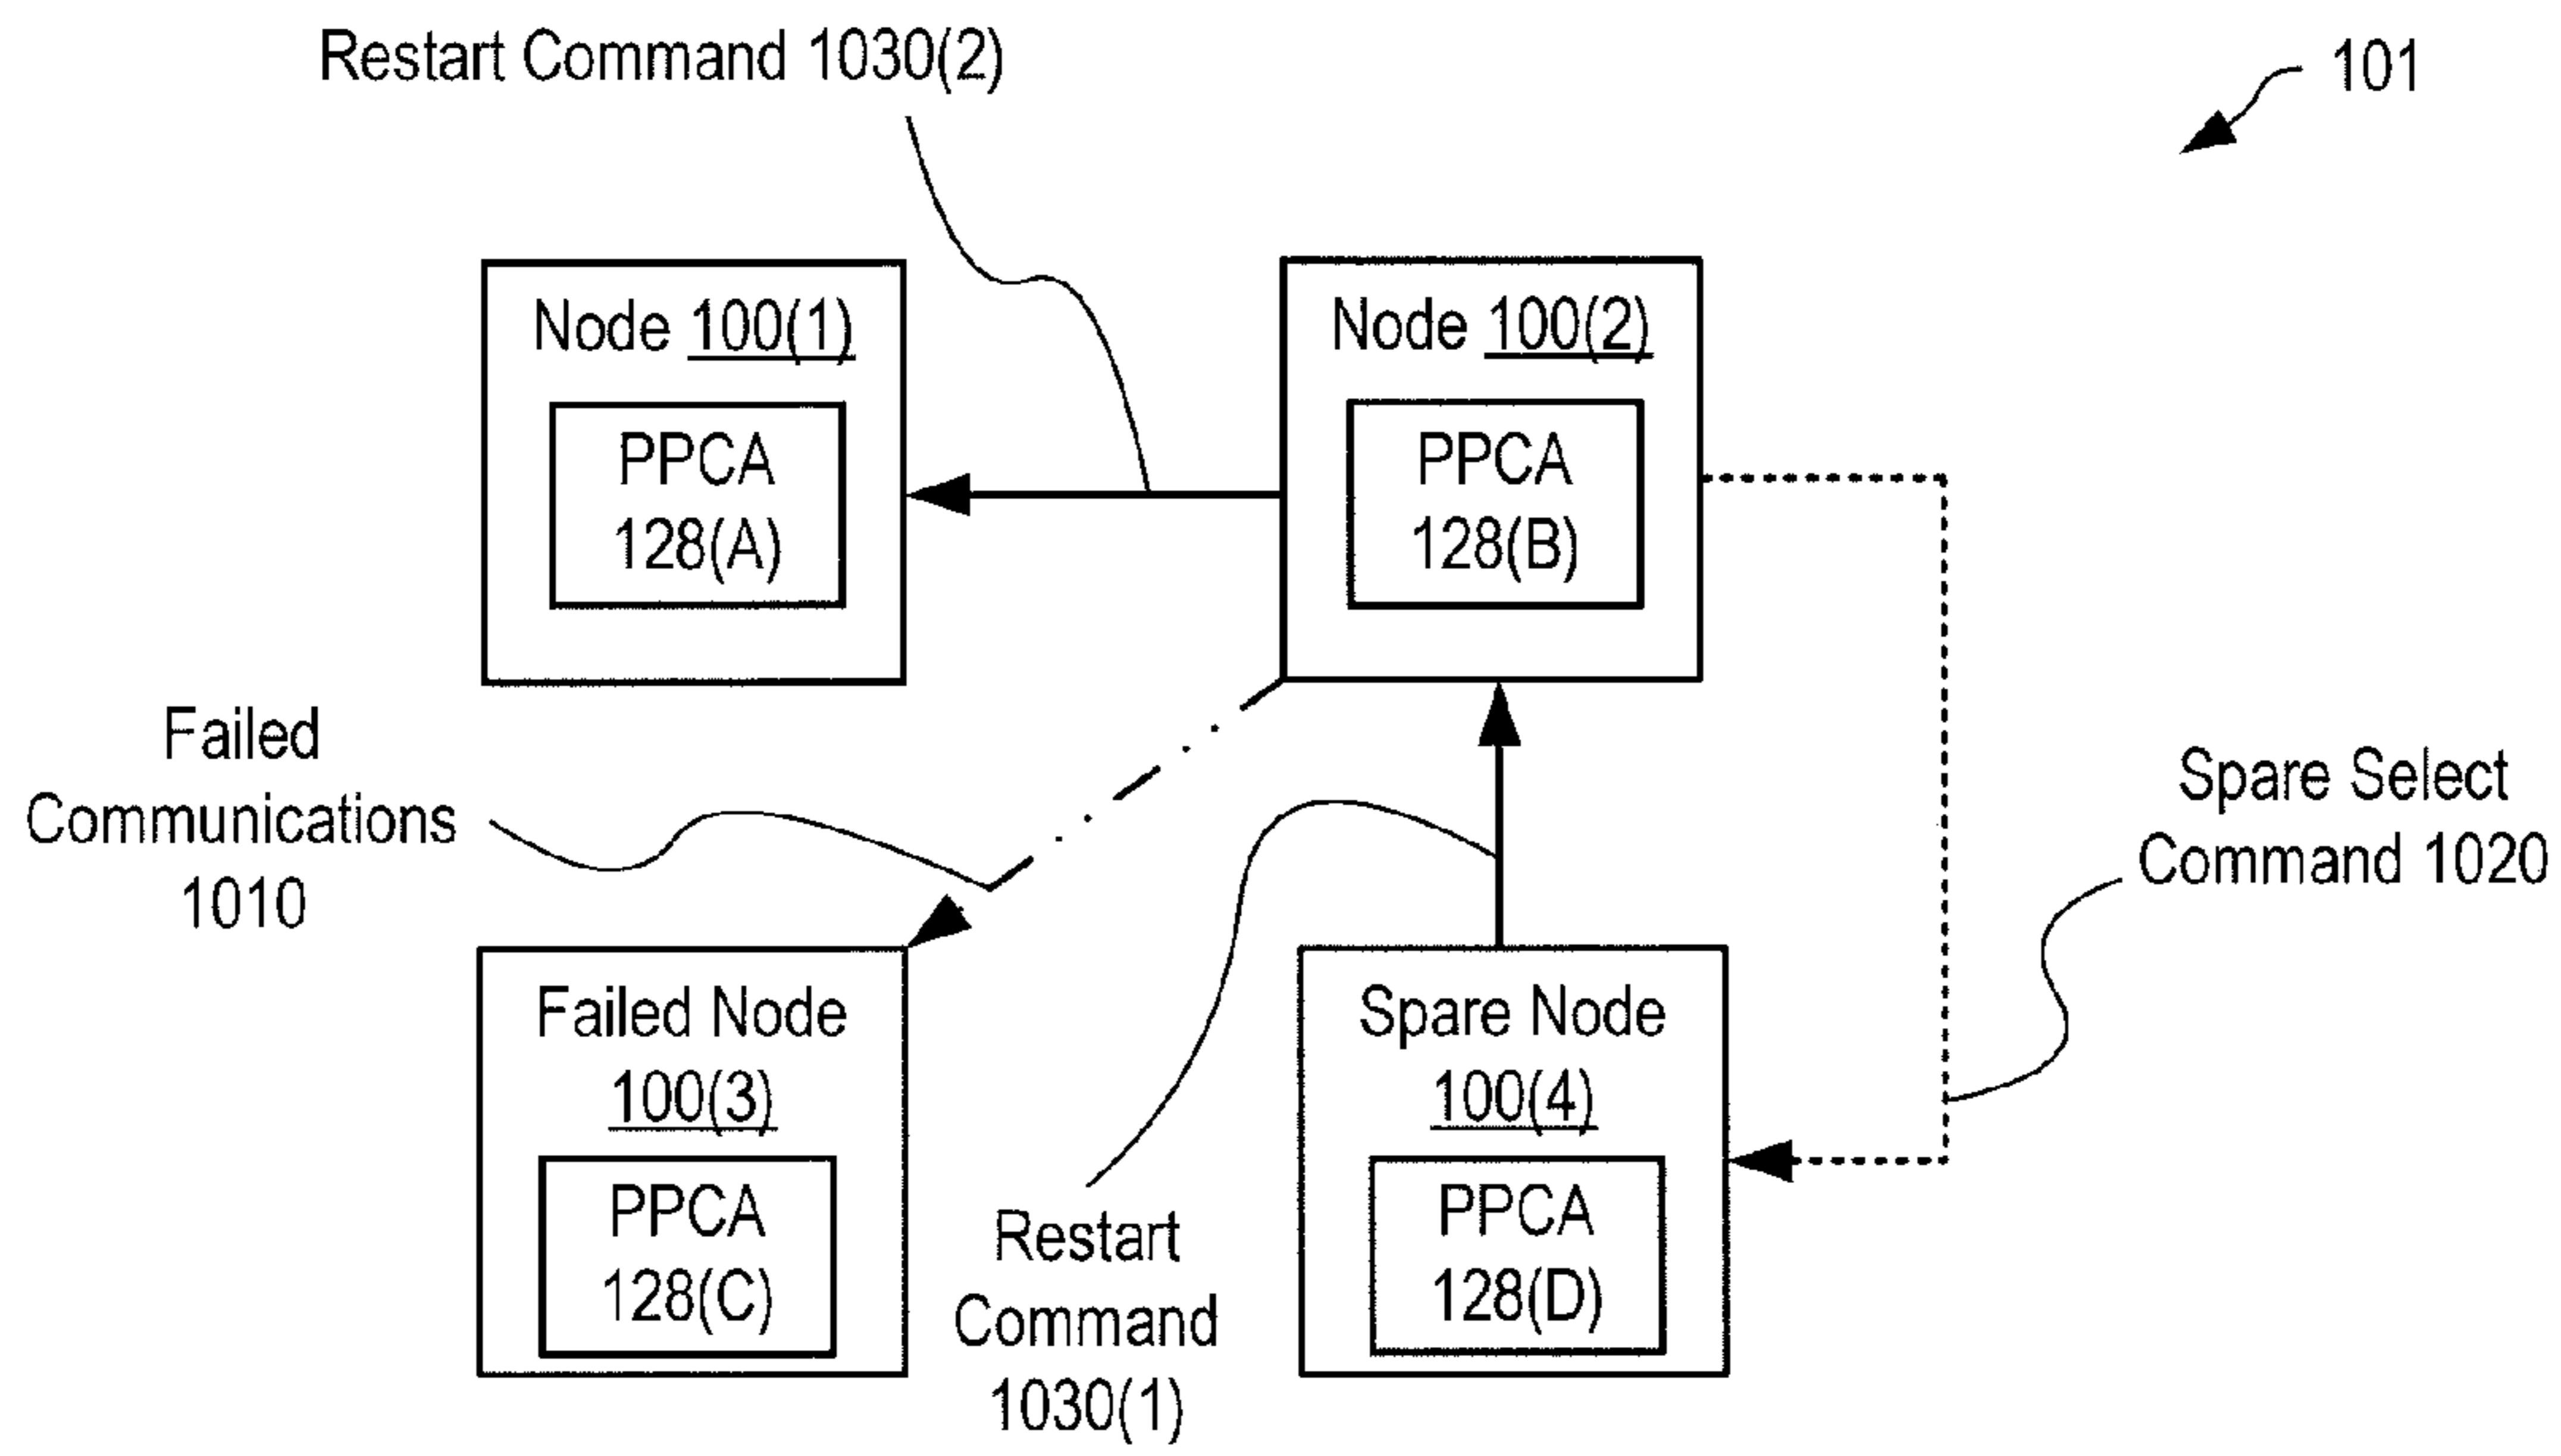 Restart Command 1030(2)
101
Node 100(1)
PPCA
128(A)
Node 100(2)
PPCA
128(B)
Failed
Communications
1010
Spare Select
Command 1020
Failed Node
100(3)
PPCA
128(C)
Restart
Command
1030(1)
Spare Node
100(4)
PPCA
128(D)